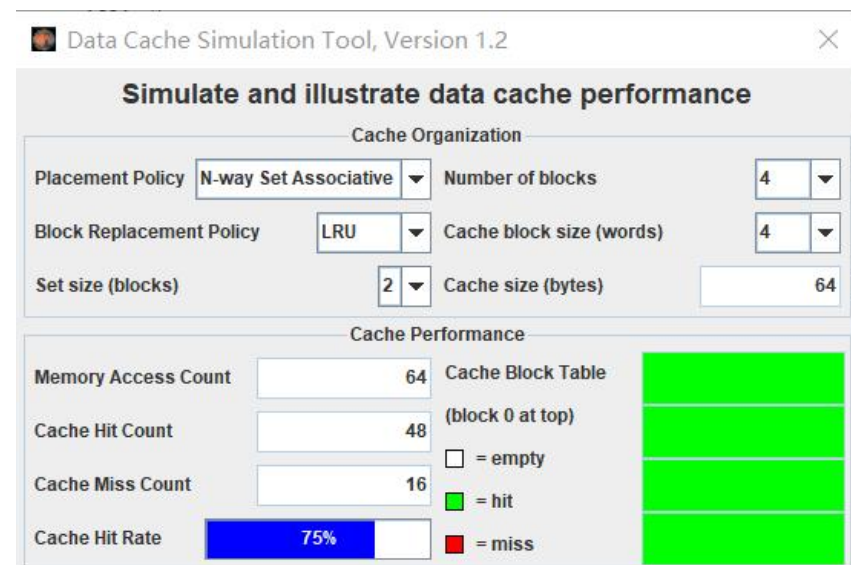 Data Cache Simulation Tool, Version 1.2
Simulate and illustrate data cache performance
Cache Organization
Placement Policy N-way Set Associative Number of blocks 4
Block Replacement Policy LRU Cache block size (words) 4
Set size (blocks) 2 Cache size (bytes) 64
Cache Performance
Memory Access Count 64 Cache Block Table
(block 0 at top)
Cache Hit Count 48
= empty
Cache Miss Count 16
= hit
Cache Hit Rate 75% = miss